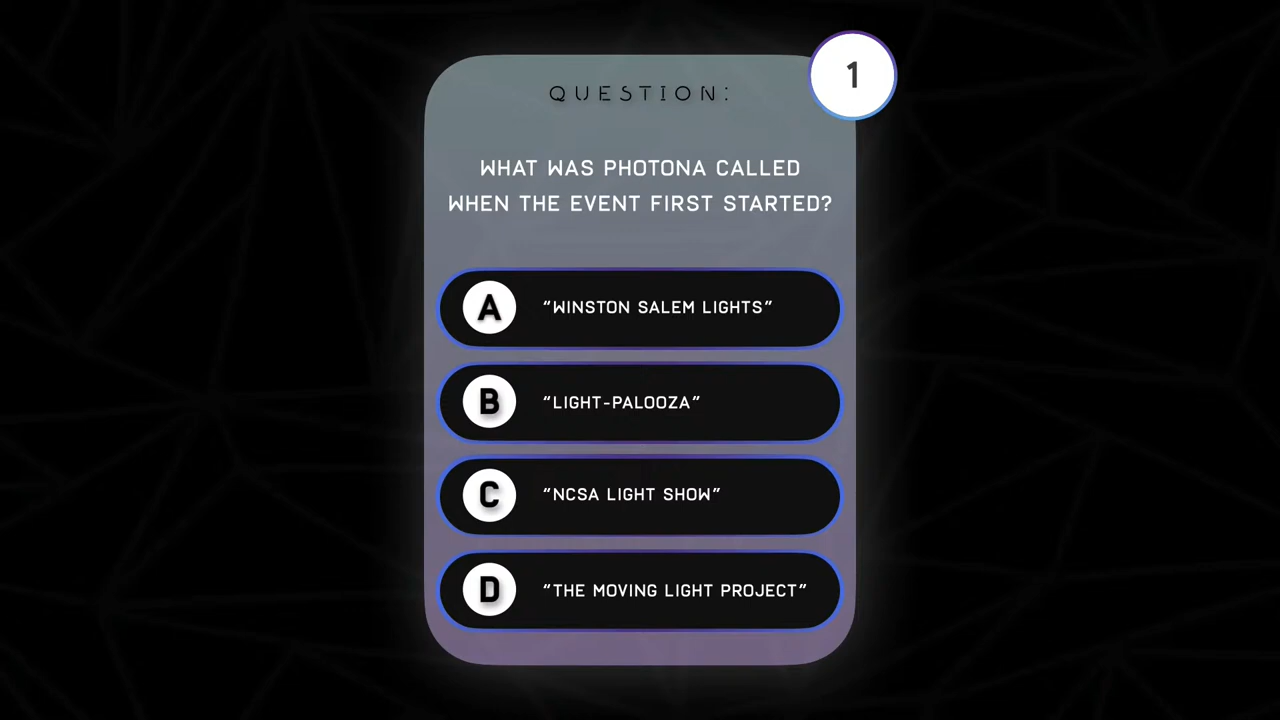 1
QUESTION:
WHAT WAS PHOTONA CALLED
WHEN THE EVENT FIRST STARTED?
A "WINSTON SALEM LIGHTS"
B "LIGHT-PALOOZA"
C "NCSA LIGHT SHOW"
D "THE MOVING LIGHT PROJECT"